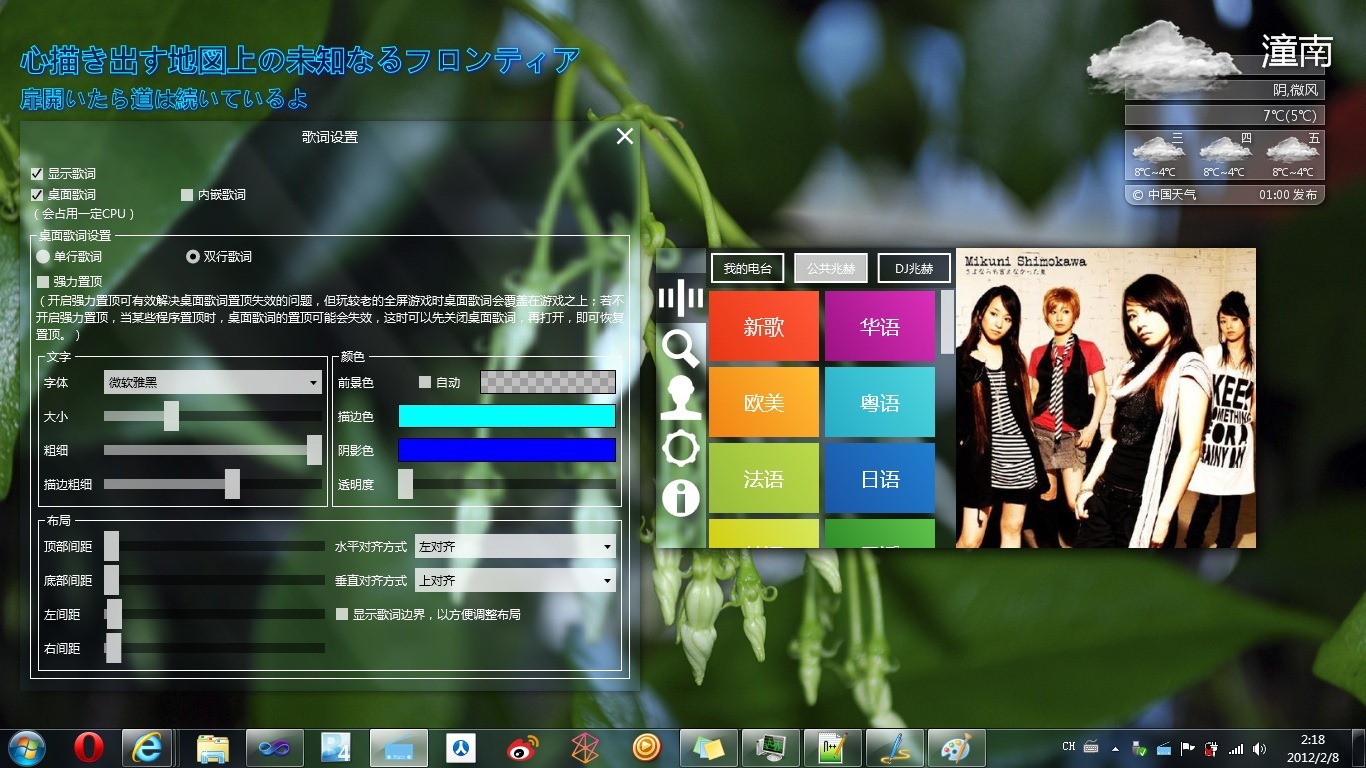 心描き出す地図上の未知なるフロンティア
扉開いたら道は続いているよ
潼南
阴,微风
7℃(5℃)
三 四 五
8℃~4℃ 8℃~4℃ 8℃~4℃
© 中国天气 01:00 发布
歌词设置
显示歌词
桌面歌词 内嵌歌词
（会占用一定CPU）
桌面歌词设置
单行歌词 双行歌词
强力置顶
（开启强力置顶可有效解决桌面歌词置顶失效的问题，但玩较老的全屏游戏时桌面歌词会覆盖在游戏之上；若不
开启强力置顶，当某些程序置顶时，桌面歌词的置顶可能会失效，这时可以先关闭桌面歌词，再打开，即可恢复
置顶。）
文字
字体 微软雅黑
大小
粗细
描边粗细
颜色
前景色 自动
描边色
阴影色
透明度
布局
顶部间距 水平对齐方式 左对齐
底部间距 垂直对齐方式 上对齐
左间距 显示歌词边界，以方便调整布局
右间距
我的电台 公共兆赫 DJ兆赫
新歌 华语
欧美 粤语
法语 日语
Mikuni Shimokawa
さよなら言えなかった夏
KEEP
SOMETHING
FOR A
RAINY DAY
CH
2:18
2012/2/8